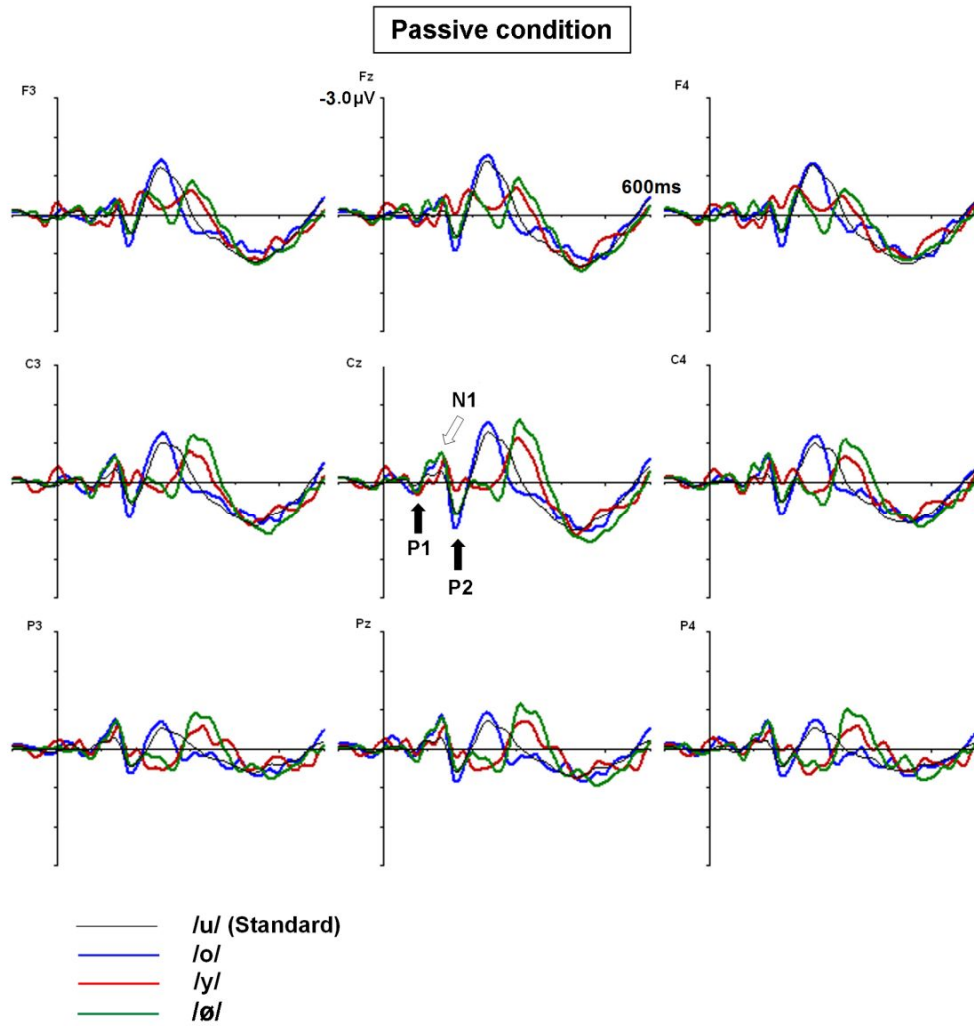 Passive condition
F3
Fz
F4
-3.0µV
600ms
C3
Cz
C4
N1
P1
P2
P3
Pz
P4
/u/ (Standard)
/o/
/y/
/ø/